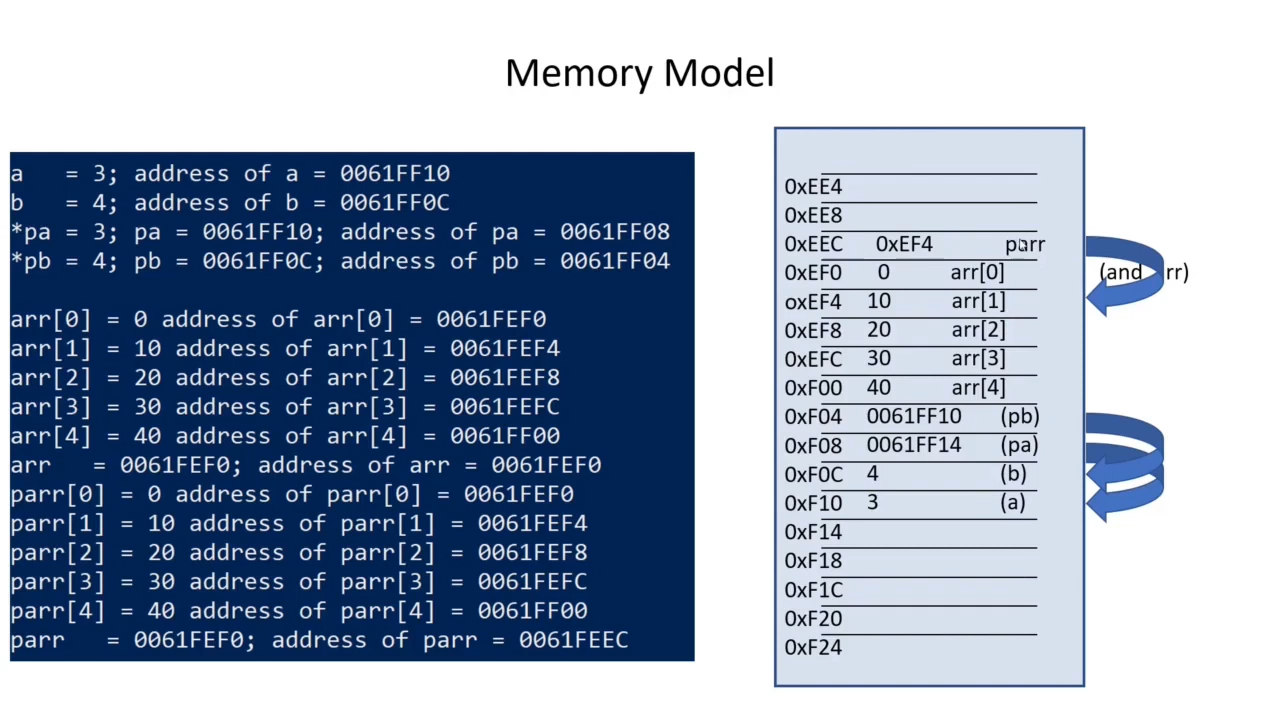 Memory Model
a   = 3; address of a = 0061FF10
b   = 4; address of b = 0061FF0C
*pa = 3; pa = 0061FF10; address of pa = 0061FF08
*pb = 4; pb = 0061FF0C; address of pb = 0061FF04
arr[0] = 0 address of arr[0] = 0061FEF0
arr[1] = 10 address of arr[1] = 0061FEF4
arr[2] = 20 address of arr[2] = 0061FEF8
arr[3] = 30 address of arr[3] = 0061FEFC
arr[4] = 40 address of arr[4] = 0061FF00
arr   = 0061FEF0; address of arr = 0061FEF0
parr[0] = 0 address of parr[0] = 0061FEF0
parr[1] = 10 address of parr[1] = 0061FEF4
parr[2] = 20 address of parr[2] = 0061FEF8
parr[3] = 30 address of parr[3] = 0061FEFC
parr[4] = 40 address of parr[4] = 0061FF00
parr   = 0061FEF0; address of parr = 0061FEEC
0xEE4
0xEE8
0xEEC 0xEF4 parr
0xEF0 0 arr[0] (and rr)
oxEF4 10 arr[1]
0xEF8 20 arr[2]
0xEFC 30 arr[3]
0xF00 40 arr[4]
0xF04 0061FF10 (pb)
0xF08 0061FF14 (pa)
0xF0C 4 (b)
0xF10 3 (a)
0xF14
0xF18
0xF1C
0xF20
0xF24